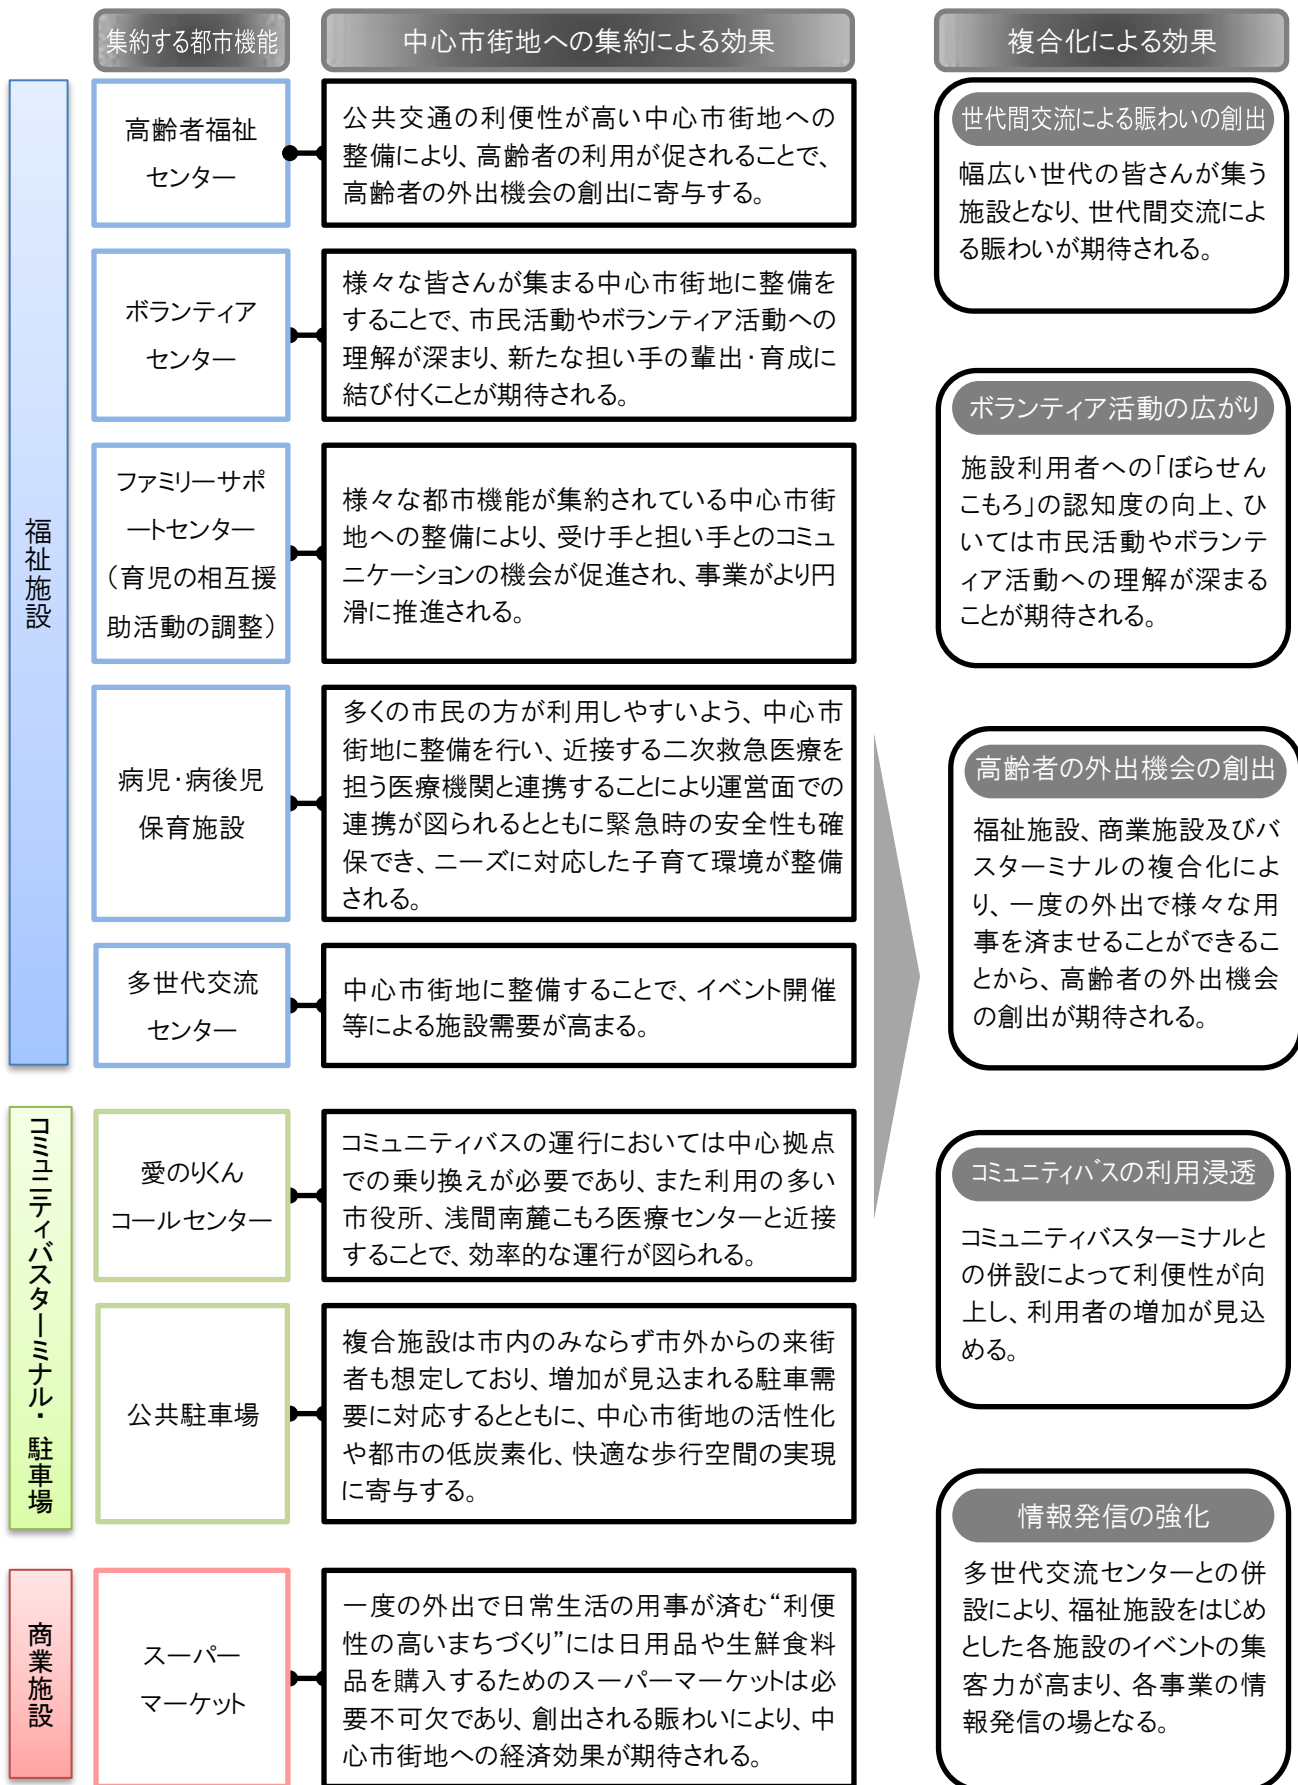 集約する都市機能
中心市街地への集約による効果
複合化による効果
福祉施設
高齢者福祉
センター
公共交通の利便性が高い中心市街地への
整備により、高齢者の利用が促されることで、
高齢者の外出機会の創出に寄与する。
ボランティア
センター
様々な皆さんが集まる中心市街地に整備を
することで、市民活動やボランティア活動への
理解が深まり、新たな担い手の輩出・育成に
結び付くことが期待される。
ファミリーサポ
ートセンター
（育児の相互援
助活動の調整）
様々な都市機能が集約されている中心市街
地への整備により、受け手と担い手とのコミュ
ニケーションの機会が促進され、事業がより円
滑に推進される。
病児・病後児
保育施設
多くの市民の方が利用しやすいよう、中心市
街地に整備を行い、近接する二次救急医療を
担う医療機関と連携することにより運営面での
連携が図られるとともに緊急時の安全性も確
保でき、ニーズに対応した子育て環境が整備
される。
多世代交流
センター
中心市街地に整備することで、イベント開催
等による施設需要が高まる。
コミュニティバスターミナル・駐車場
愛のりくん
コールセンター
コミュニティバスの運行においては中心拠点
での乗り換えが必要であり、また利用の多い
市役所、浅間南麓こもろ医療センターと近接
することで、効率的な運行が図られる。
公共駐車場
複合施設は市内のみならず市外からの来街
者も想定しており、増加が見込まれる駐車需
要に対応するとともに、中心市街地の活性化
や都市の低炭素化、快適な歩行空間の実現
に寄与する。
商業施設
スーパー
マーケット
一度の外出で日常生活の用事が済む“利便
性の高いまちづくり”には日用品や生鮮食料
品を購入するためのスーパーマーケットは必
要不可欠であり、創出される賑わいにより、中
心市街地への経済効果が期待される。
世代間交流による賑わいの創出
幅広い世代の皆さんが集う
施設となり、世代間交流によ
る賑わいが期待される。
ボランティア活動の広がり
施設利用者への「ぼらせん
こもろ」の認知度の向上、ひ
いては市民活動やボランテ
ィア活動への理解が深まる
ことが期待される。
高齢者の外出機会の創出
福祉施設、商業施設及びバ
スターミナルの複合化によ
り、一度の外出で様々な用
事を済ませることができるこ
とから、高齢者の外出機会
の創出が期待される。
コミュニティバスの利用浸透
コミュニティバスターミナルと
の併設によって利便性が向
上し、利用者の増加が見込
める。
情報発信の強化
多世代交流センターとの併
設により、福祉施設をはじめ
とした各施設のイベントの集
客力が高まり、各事業の情
報発信の場となる。